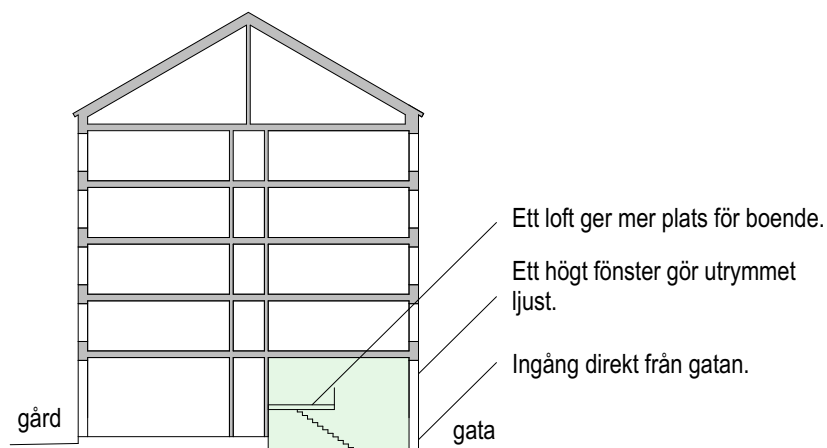 Ett loft ger mer plats för boende.
Ett högt fönster gör utrymmet
ljust.
Ingång direkt från gatan.
gård
gata